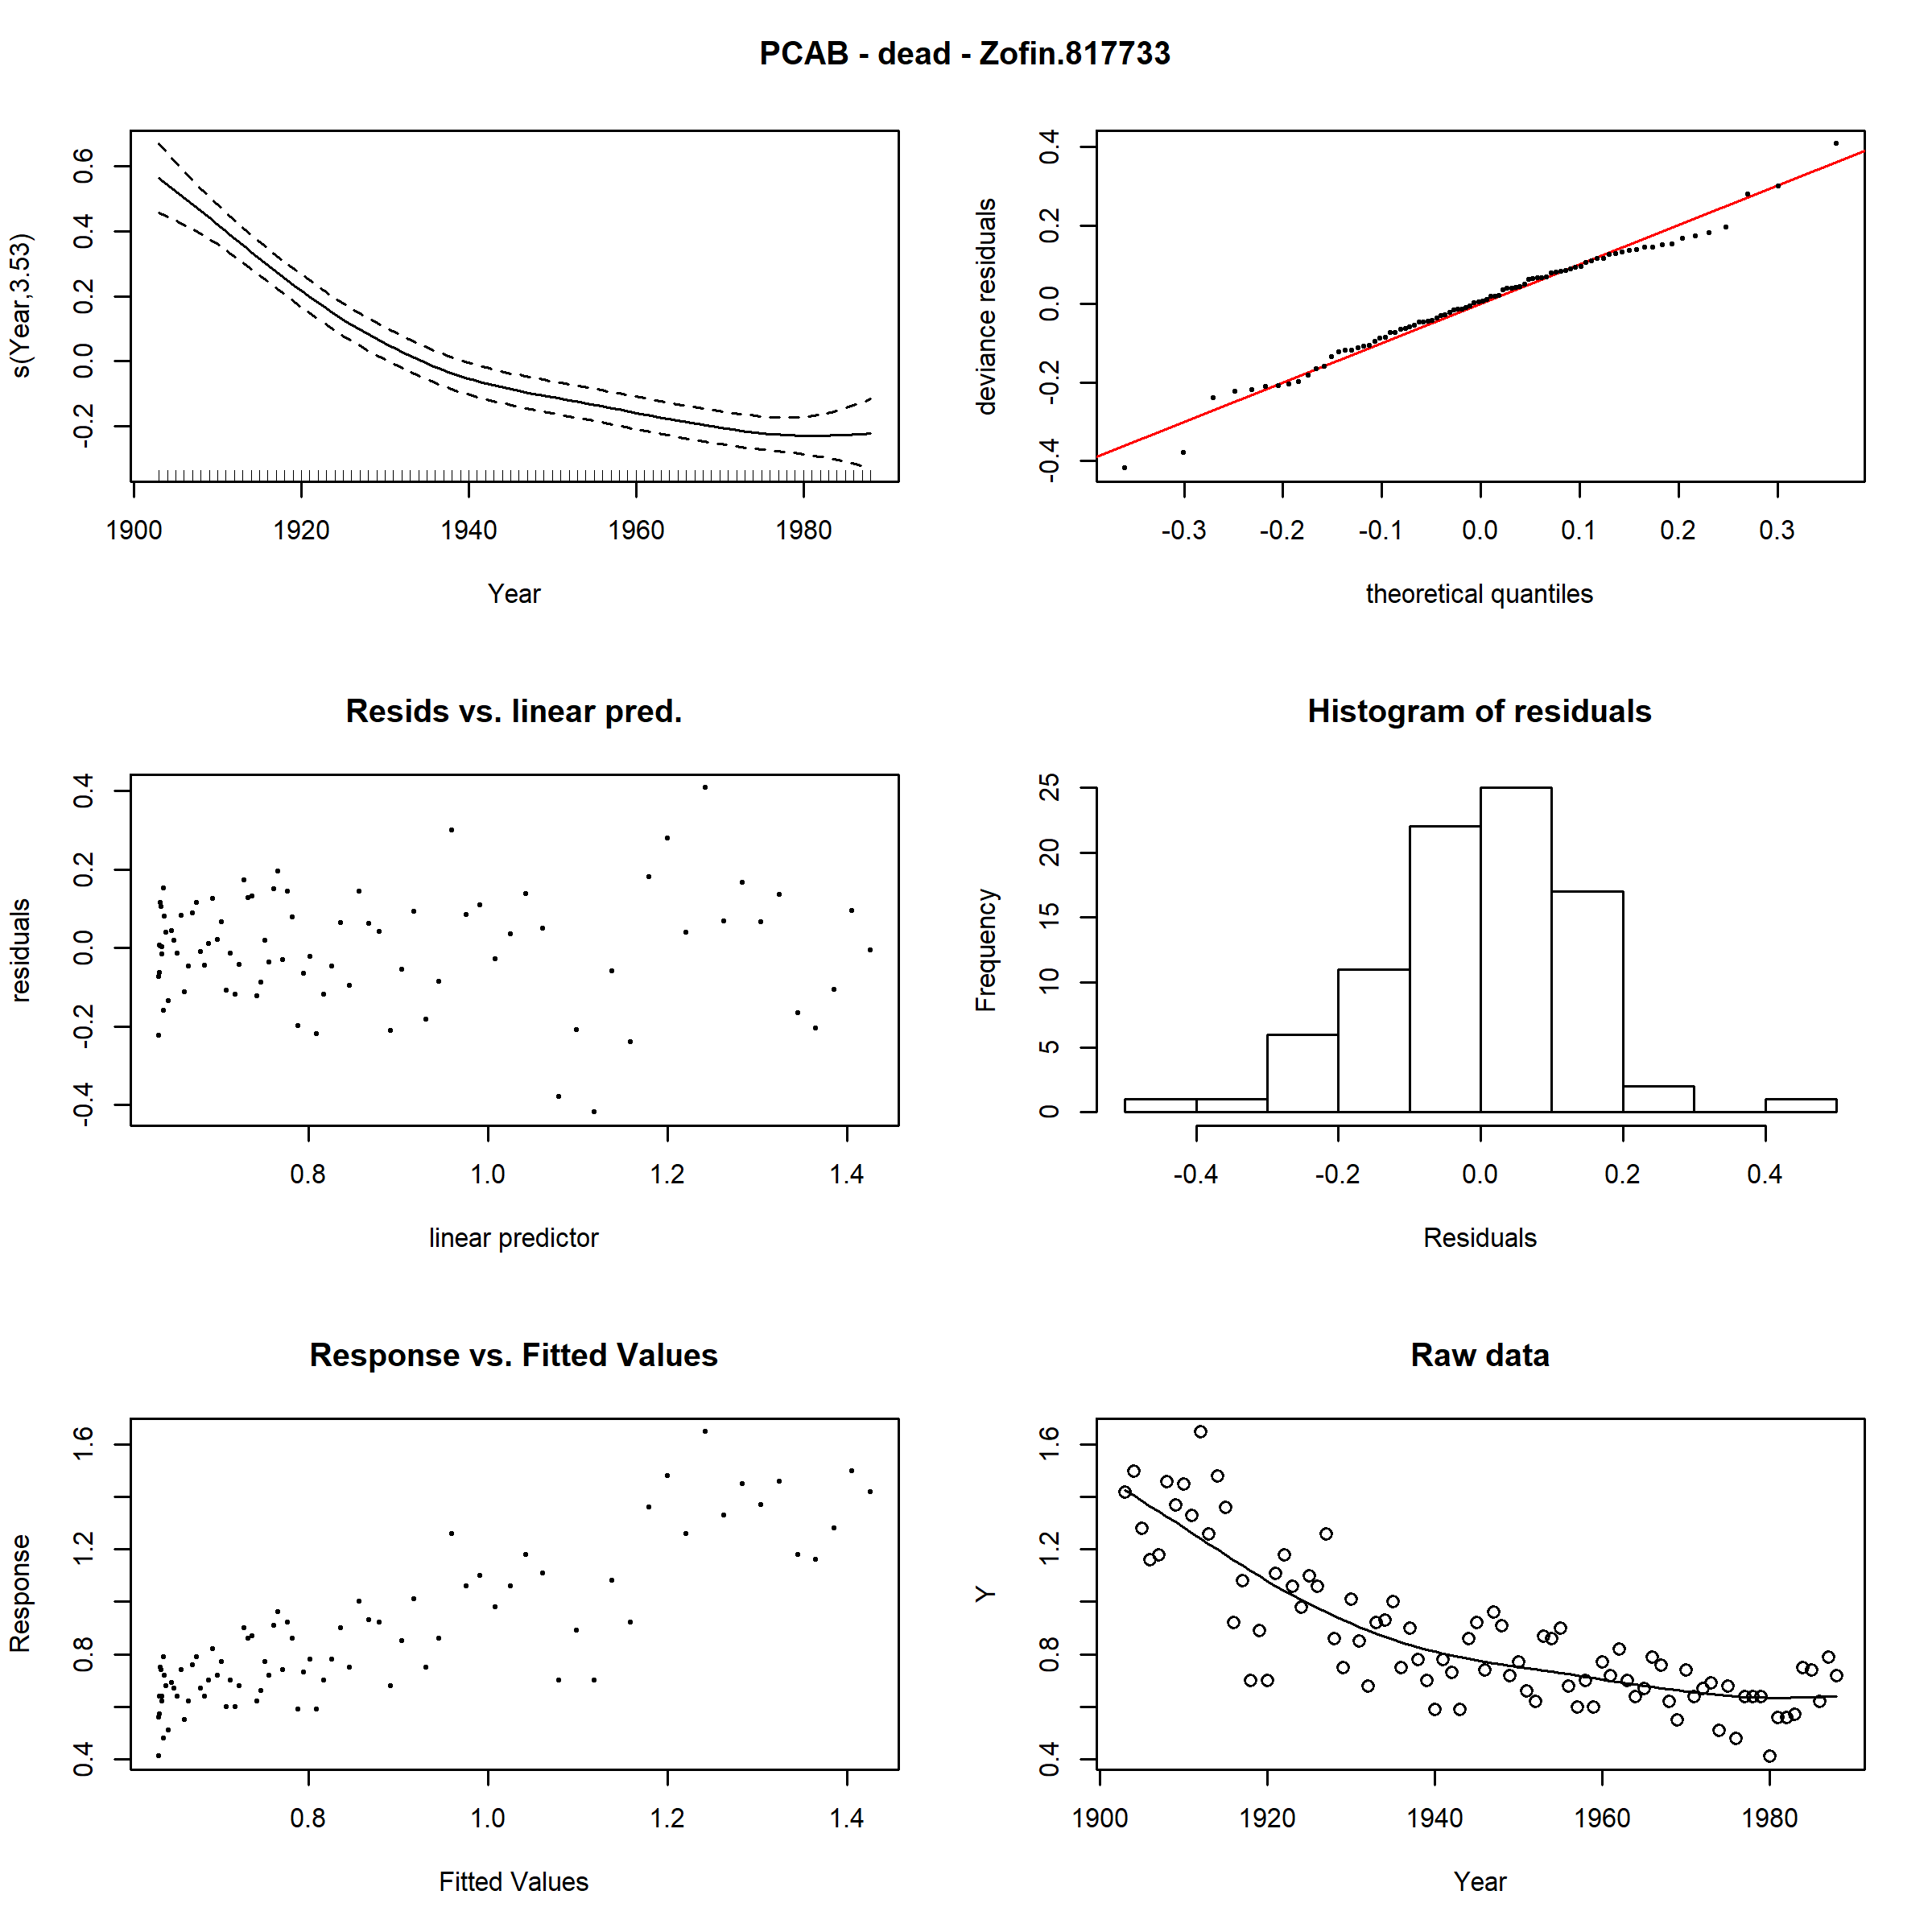 PCAB - dead - Zofin.817733
s(Year,3.53)
0.6
0.4
0.2
0.0
-0.2
1900 1920 1940 1960 1980
Year
deviance residuals
0.4
0.2
0.0
-0.2
-0.4
-0.3 -0.2 -0.1 0.0 0.1 0.2 0.3
theoretical quantiles
Resids vs. linear pred.
residuals
0.4
0.2
0.0
-0.2
-0.4
0.8 1.0 1.2 1.4
linear predictor
Histogram of residuals
Frequency
25
20
15
10
5
0
-0.4 -0.2 0.0 0.2 0.4
Residuals
Response vs. Fitted Values
Response
1.6
1.2
0.8
0.4
0.8 1.0 1.2 1.4
Fitted Values
Raw data
Y
1.6
1.2
0.8
0.4
1900 1920 1940 1960 1980
Year